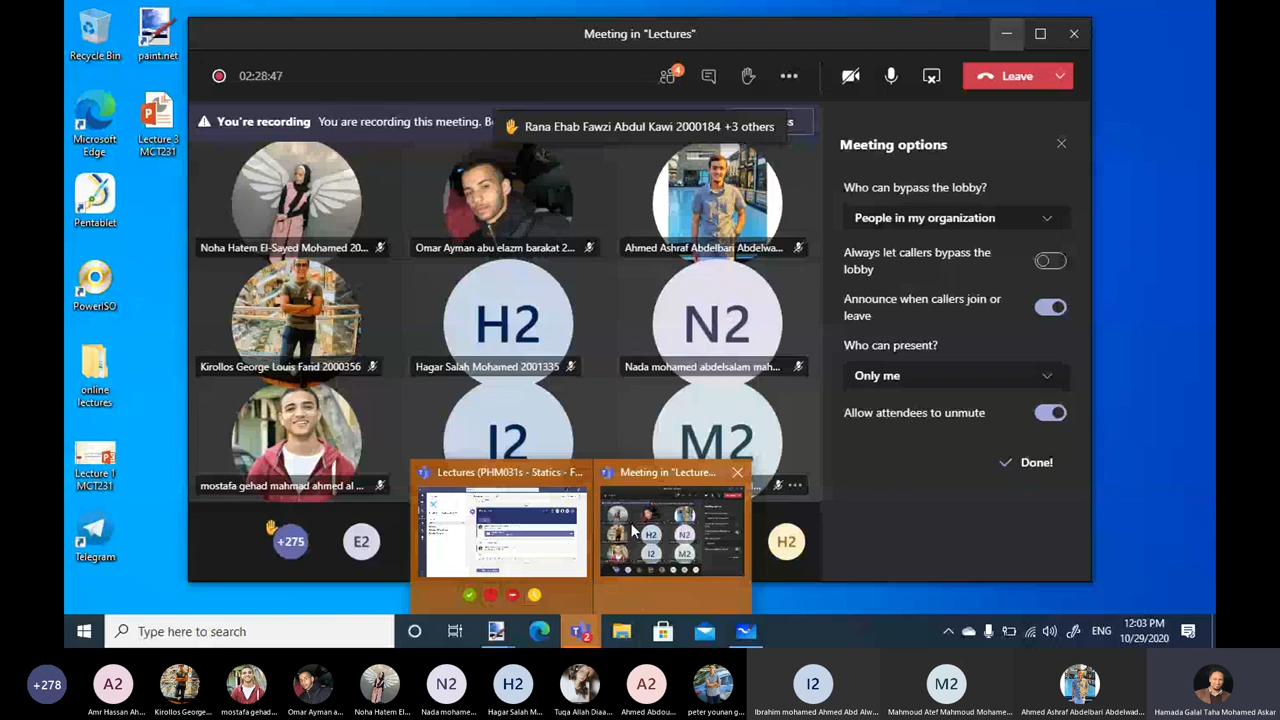 Recycle Bin
paint.net
Microsoft
Edge
Lecture 3
MCT231
Pentablet
PowerISO
online
lectures
Lecture 1
MCT231
Telegram
Meeting in "Lectures"
02:28:47
4
Leave
You're recording You are recording this meeting. B
Rana Ehab Fawzi Abdul Kawi 2000184 +3 others
Noha Hatem El-Sayed Mohamed 20...
Omar Ayman abu elazm barakat 2...
Ahmed Ashraf Abdelbari Abdelwa...
H2
N2
Kirollos George Louis Farid 2000356
Hagar Salah Mohamed 2001335
Nada mohamed abdelsalam mah...
I2
M2
mostafa gehad mahmad ahmed al ...
+275
E2
H2
Meeting options
Who can bypass the lobby?
People in my organization
Always let callers bypass the
lobby
Announce when callers join or
leave
Who can present?
Only me
Allow attendees to unmute
Done!
Lectures (PHM031s - Statics - F...
Meeting in "Lecture...
H2
N2
I2
M2
Type here to search
2
ENG
12:03 PM
10/29/2020
+278
A2
N2
H2
A2
I2
M2
Amr Hassan Ah...
Kirollos George...
mostafa gehad...
Omar Ayman a...
Noha Hatem El...
Nada mohame...
Hagar Salah M...
Tuqa Allah Diaa...
Ahmed Abdou...
peter younan g...
Ibrahim mohamed Ahmed Abd Alw...
Mahmoud Atef Mahmoud Mohame...
Ahmed Ashraf Abdelbari Abdelwad...
Hamada Galal Taha Mohamed Askar